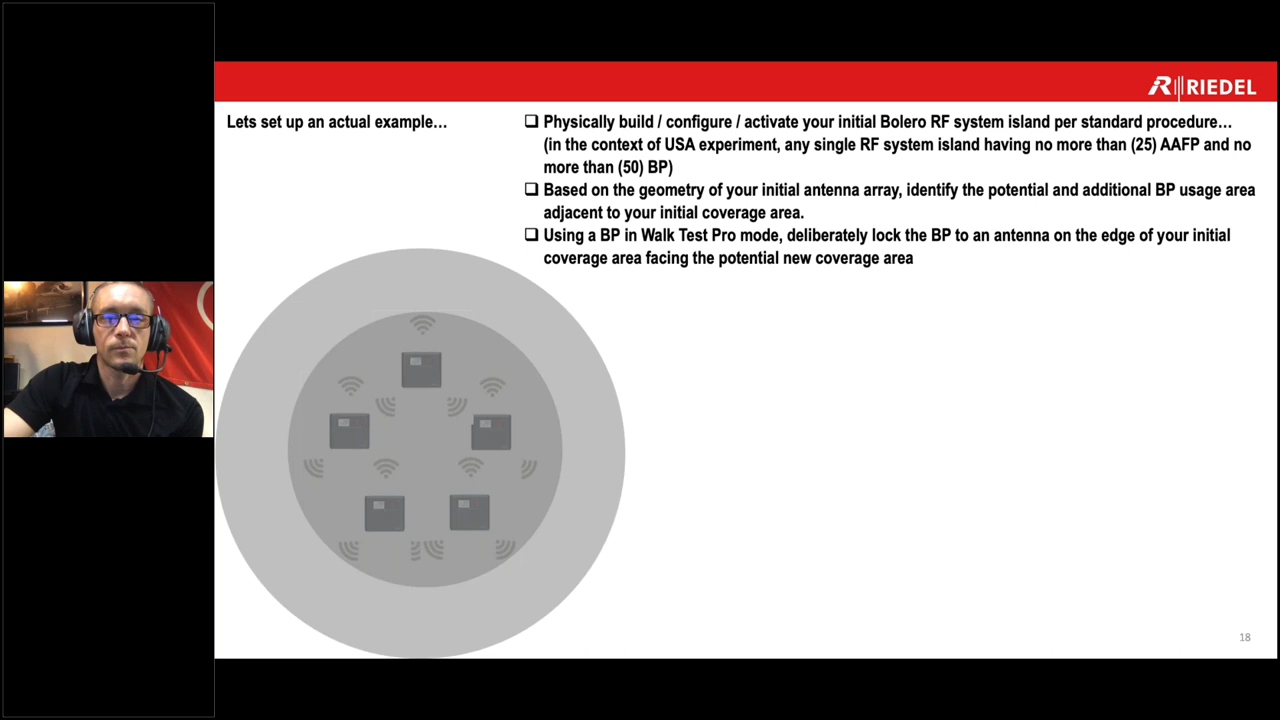 RIEDEL
Lets set up an actual example…
Physically build / configure / activate your initial Bolero RF system island per standard procedure…
(in the context of USA experiment, any single RF system island having no more than (25) AAFP and no
more than (50) BP)
Based on the geometry of your initial antenna array, identify the potential and additional BP usage area
adjacent to your initial coverage area.
Using a BP in Walk Test Pro mode, deliberately lock the BP to an antenna on the edge of your initial
coverage area facing the potential new coverage area
18